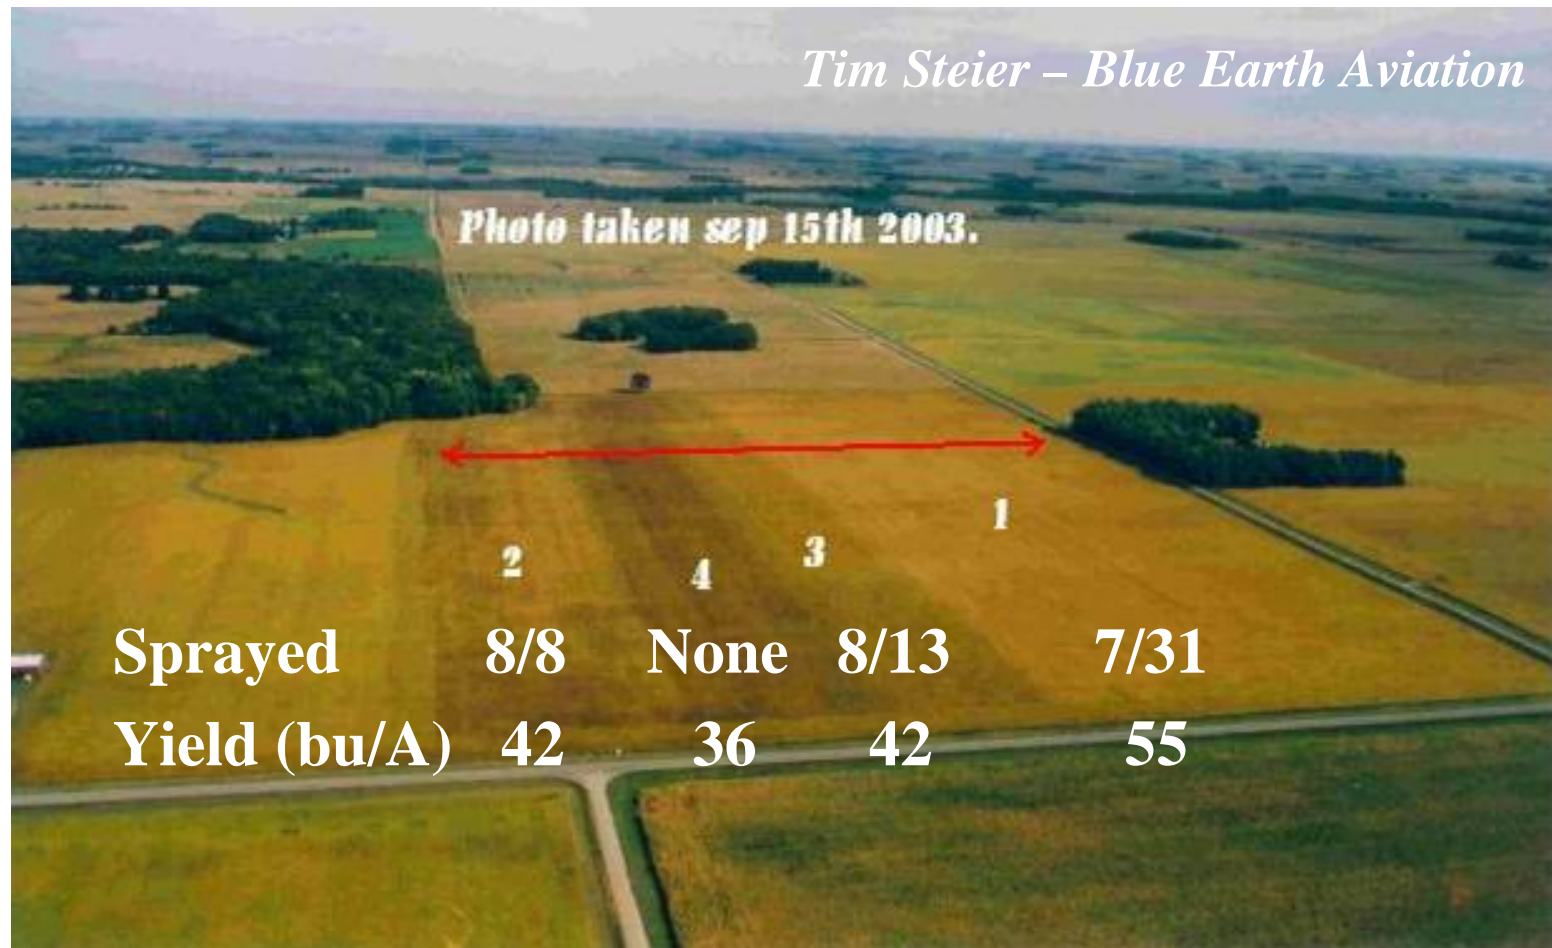 Tim Steier – Blue Earth Aviation
Photo taken sep 15th 2003.
1
2 4 3
Sprayed 8/8 None 8/13 7/31
Yield (bu/A) 42 36 42 55